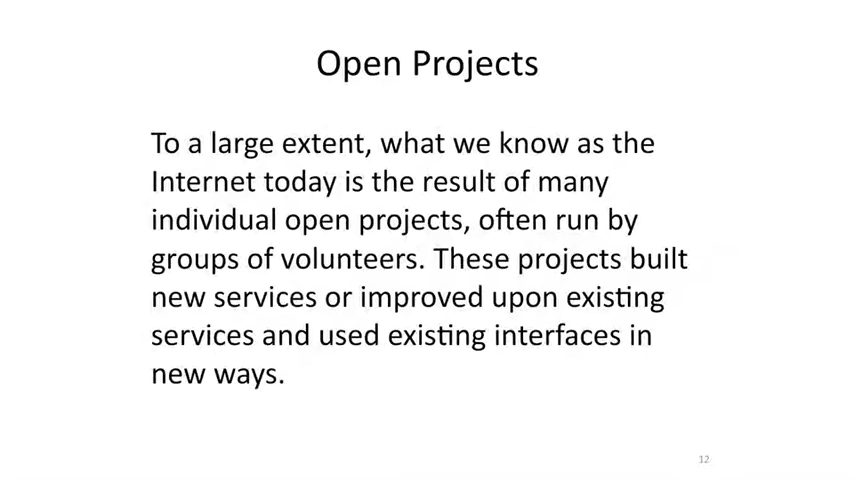 Open Projects
To a large extent, what we know as the
Internet today is the result of many
individual open projects, often run by
groups of volunteers. These projects built
new services or improved upon existing
services and used existing interfaces in
new ways.
12